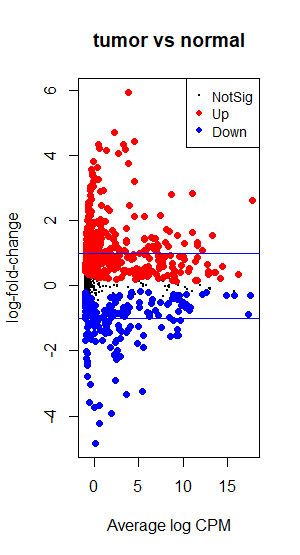 tumor vs normal
NotSig
Up
Down
6
4
2
0
-2
-4
log-fold-change
0 5 10 15
Average log CPM